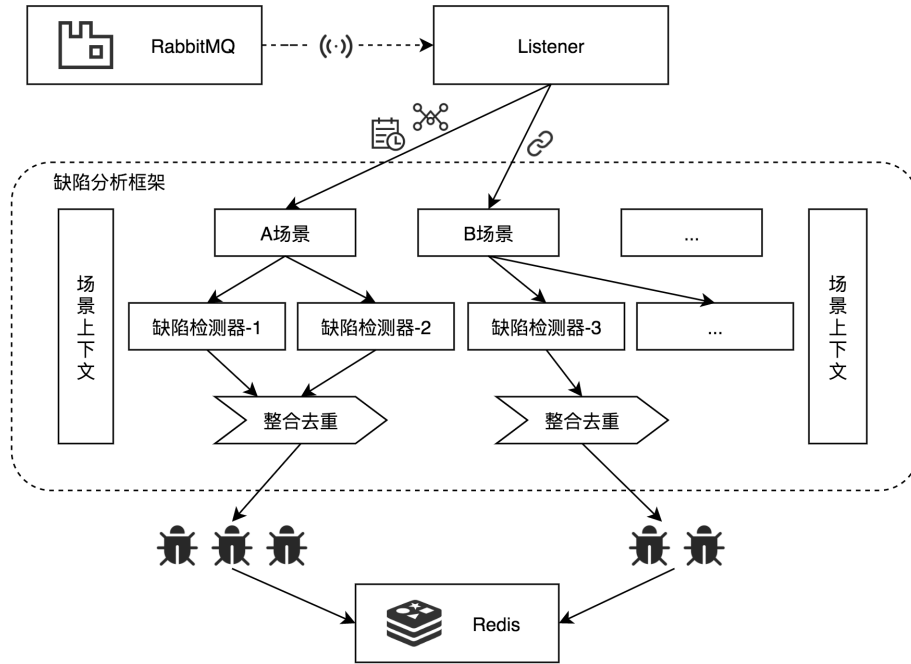 RabbitMQ
Listener
缺陷分析框架
A场景
B场景
...
场景上下文
场景上下文
缺陷检测器-1
缺陷检测器-2
缺陷检测器-3
...
整合去重
整合去重
Redis